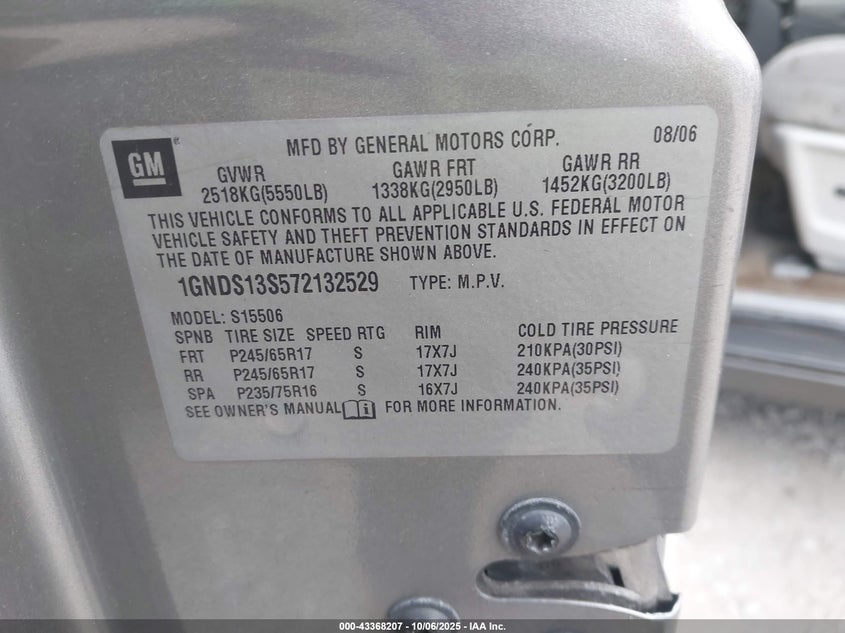 GM
MFD BY GENERAL MOTORS CORP. 08/06
GVWR GAWR FRT GAWR RR
2518KG(5550LB) 1338KG(2950LB) 1452KG(3200LB)
THIS VEHICLE CONFORMS TO ALL APPLICABLE U.S. FEDERAL MOTOR
VEHICLE SAFETY AND THEFT PREVENTION STANDARDS IN EFFECT ON
THE DATE OF MANUFACTURE SHOWN ABOVE.
1GNDS13S572132529 TYPE: M.P.V.
MODEL: S15506
SPNB TIRE SIZE SPEED RTG RIM COLD TIRE PRESSURE
FRT P245/65R17 S 17X7J 210KPA(30PSI)
RR P245/65R17 S 17X7J 240KPA(35PSI)
SPA P235/75R16 S 16X7J 240KPA(35PSI)
SEE OWNER'S MANUAL i FOR MORE INFORMATION.
000-43368207 - 10/06/2025 - IAA Inc.